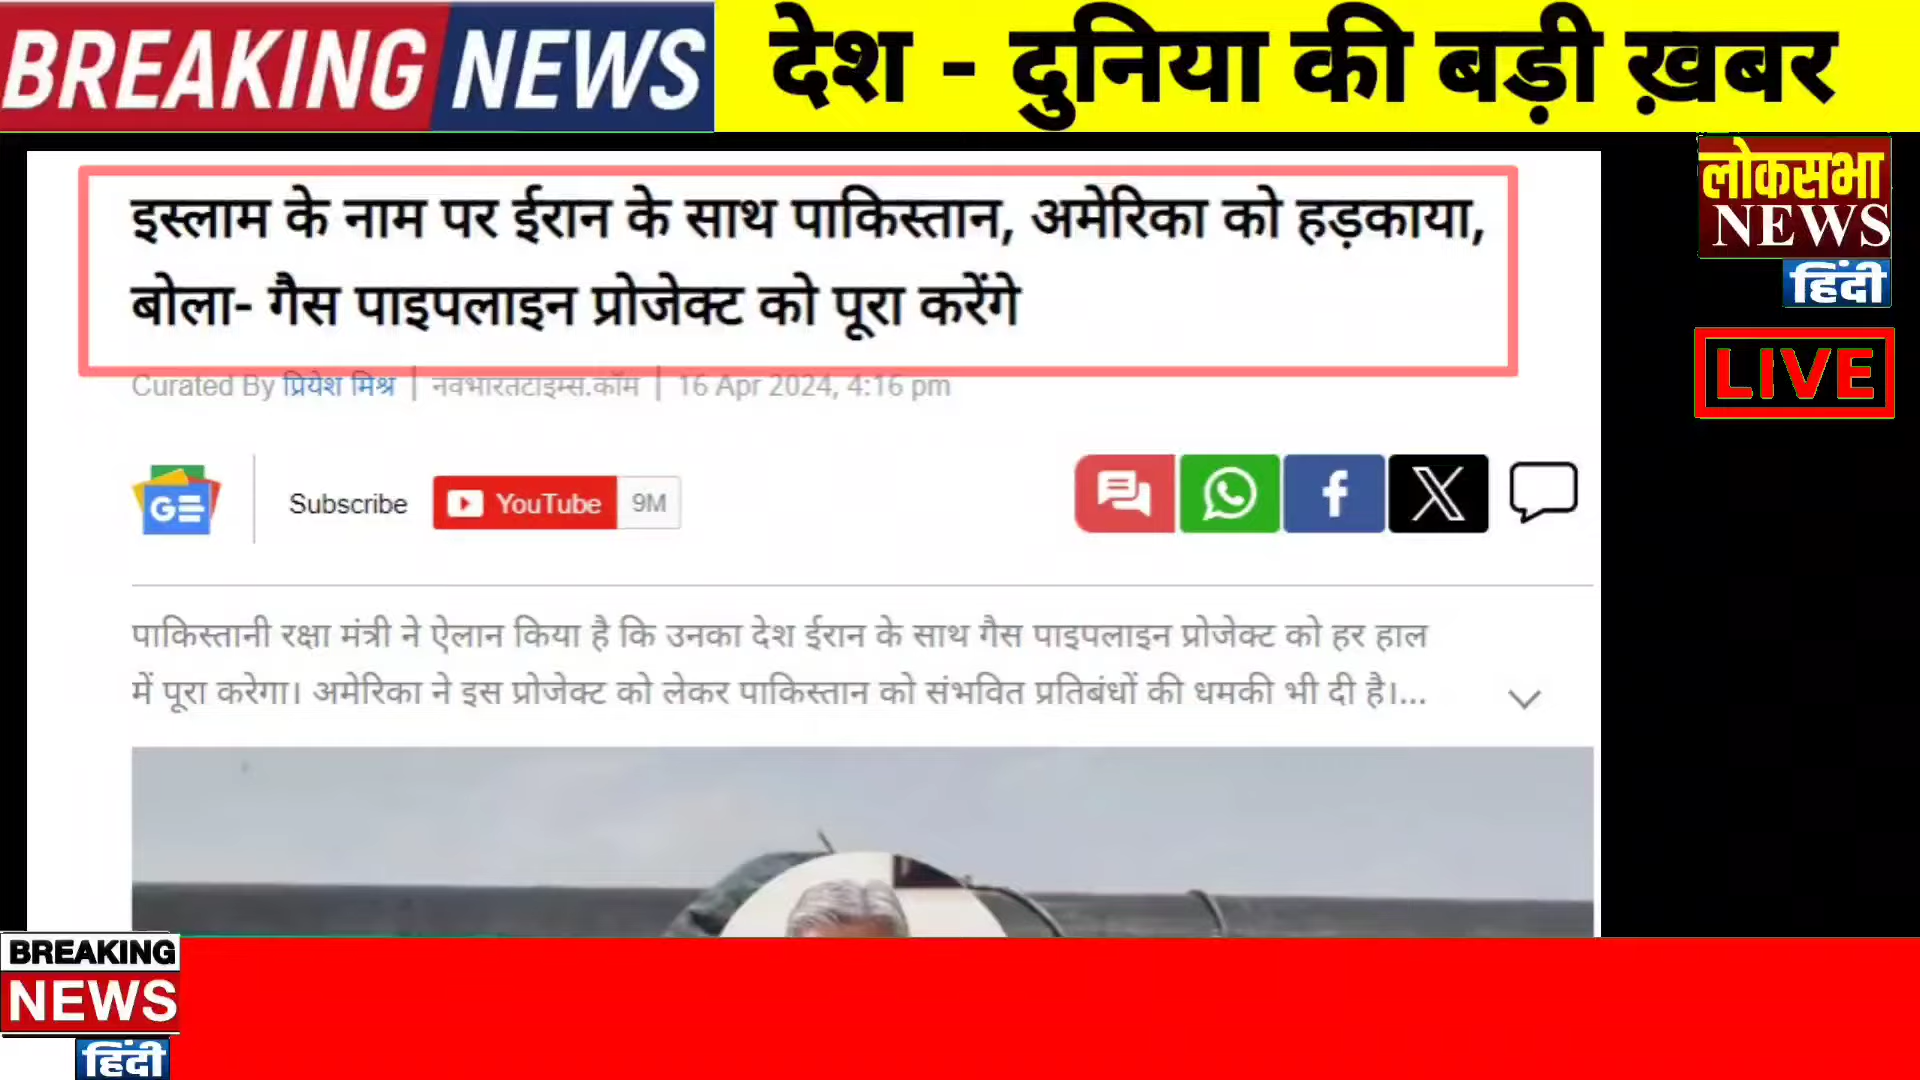 BREAKING NEWS
देश - दुनिया की बड़ी ख़बर
लोकसभा
NEWS
हिंदी
LIVE
इस्लाम के नाम पर ईरान के साथ पाकिस्तान, अमेरिका को हड़काया,
बोला- गैस पाइपलाइन प्रोजेक्ट को पूरा करेंगे
Curated By प्रियेश मिश्र | नवभारतटाइम्स.कॉम | 16 Apr 2024, 4:16 pm
Subscribe
YouTube
9M
पाकिस्तानी रक्षा मंत्री ने ऐलान किया है कि उनका देश ईरान के साथ गैस पाइपलाइन प्रोजेक्ट को हर हाल
में पूरा करेगा। अमेरिका ने इस प्रोजेक्ट को लेकर पाकिस्तान को संभवित प्रतिबंधों की धमकी भी दी है।...
BREAKING
NEWS
हिंदी